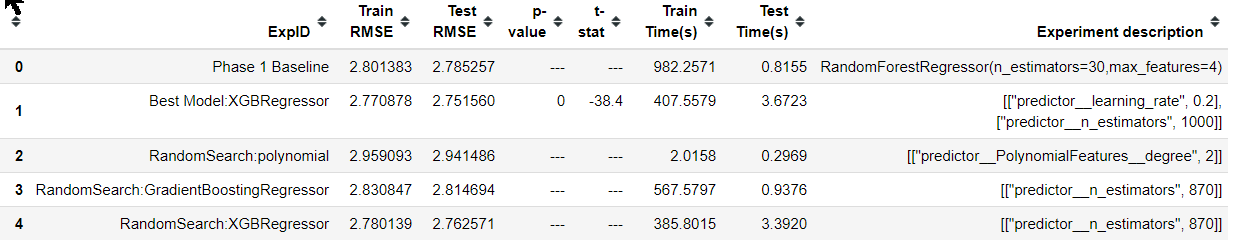 ExpID Train RMSE Test RMSE p-value t-stat Train Time(s) Test Time(s) Experiment description
0 Phase 1 Baseline 2.801383 2.785257 --- --- 982.2571 0.8155 RandomForestRegressor(n_estimators=30,max_features=4)
1 Best Model:XGBRegressor 2.770878 2.751560 0 -38.4 407.5579 3.6723 [["predictor__learning_rate", 0.2],
["predictor__n_estimators", 1000]]
2 RandomSearch:polynomial 2.959093 2.941486 --- --- 2.0158 0.2969 [["predictor__PolynomialFeatures__degree", 2]]
3 RandomSearch:GradientBoostingRegressor 2.830847 2.814694 --- --- 567.5797 0.9376 [["predictor__n_estimators", 870]]
4 RandomSearch:XGBRegressor 2.780139 2.762571 --- --- 385.8015 3.3920 [["predictor__n_estimators", 870]]